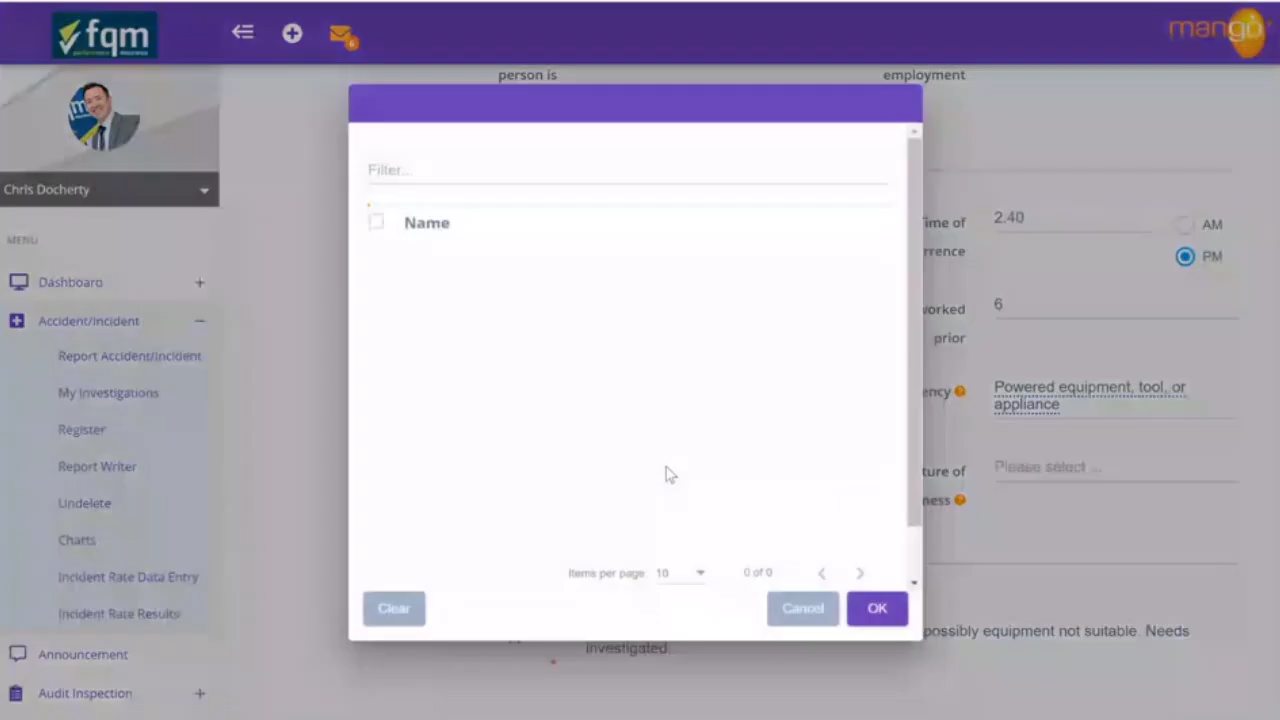 fqm
6
mango
person is
employment
Chris Docherty
Filter...
Name
Time of
rrence
2.40
AM
PM
MENU
Dashboard
Accident/Incident
Report Accident/Incident
My Investigations
Register
Report Writer
Undelete
Charts
Incident Rate Data Entry
Incident Rate Results
Announcement
Audit Inspection
worked
prior
6
ency
Powered equipment, tool, or
appliance
ture of
ness
Please select ...
Items per page: 10 0 of 0
Clear
Cancel
OK
possibly equipment not suitable. Needs
investigated.